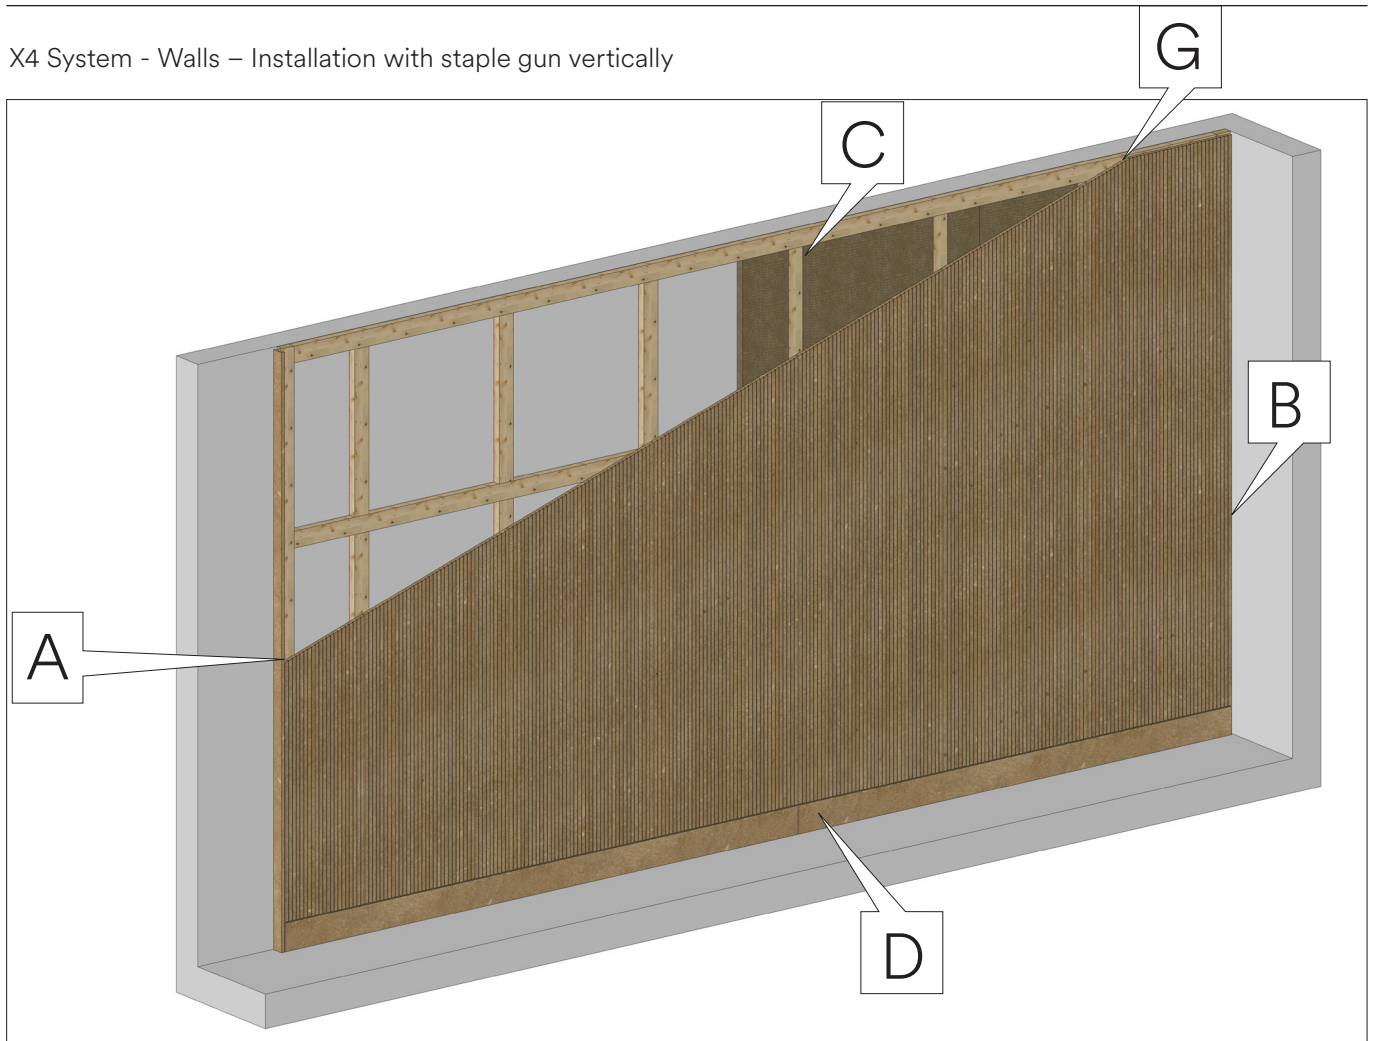 X4 System - Walls – Installation with staple gun vertically
G
C
B
A
D